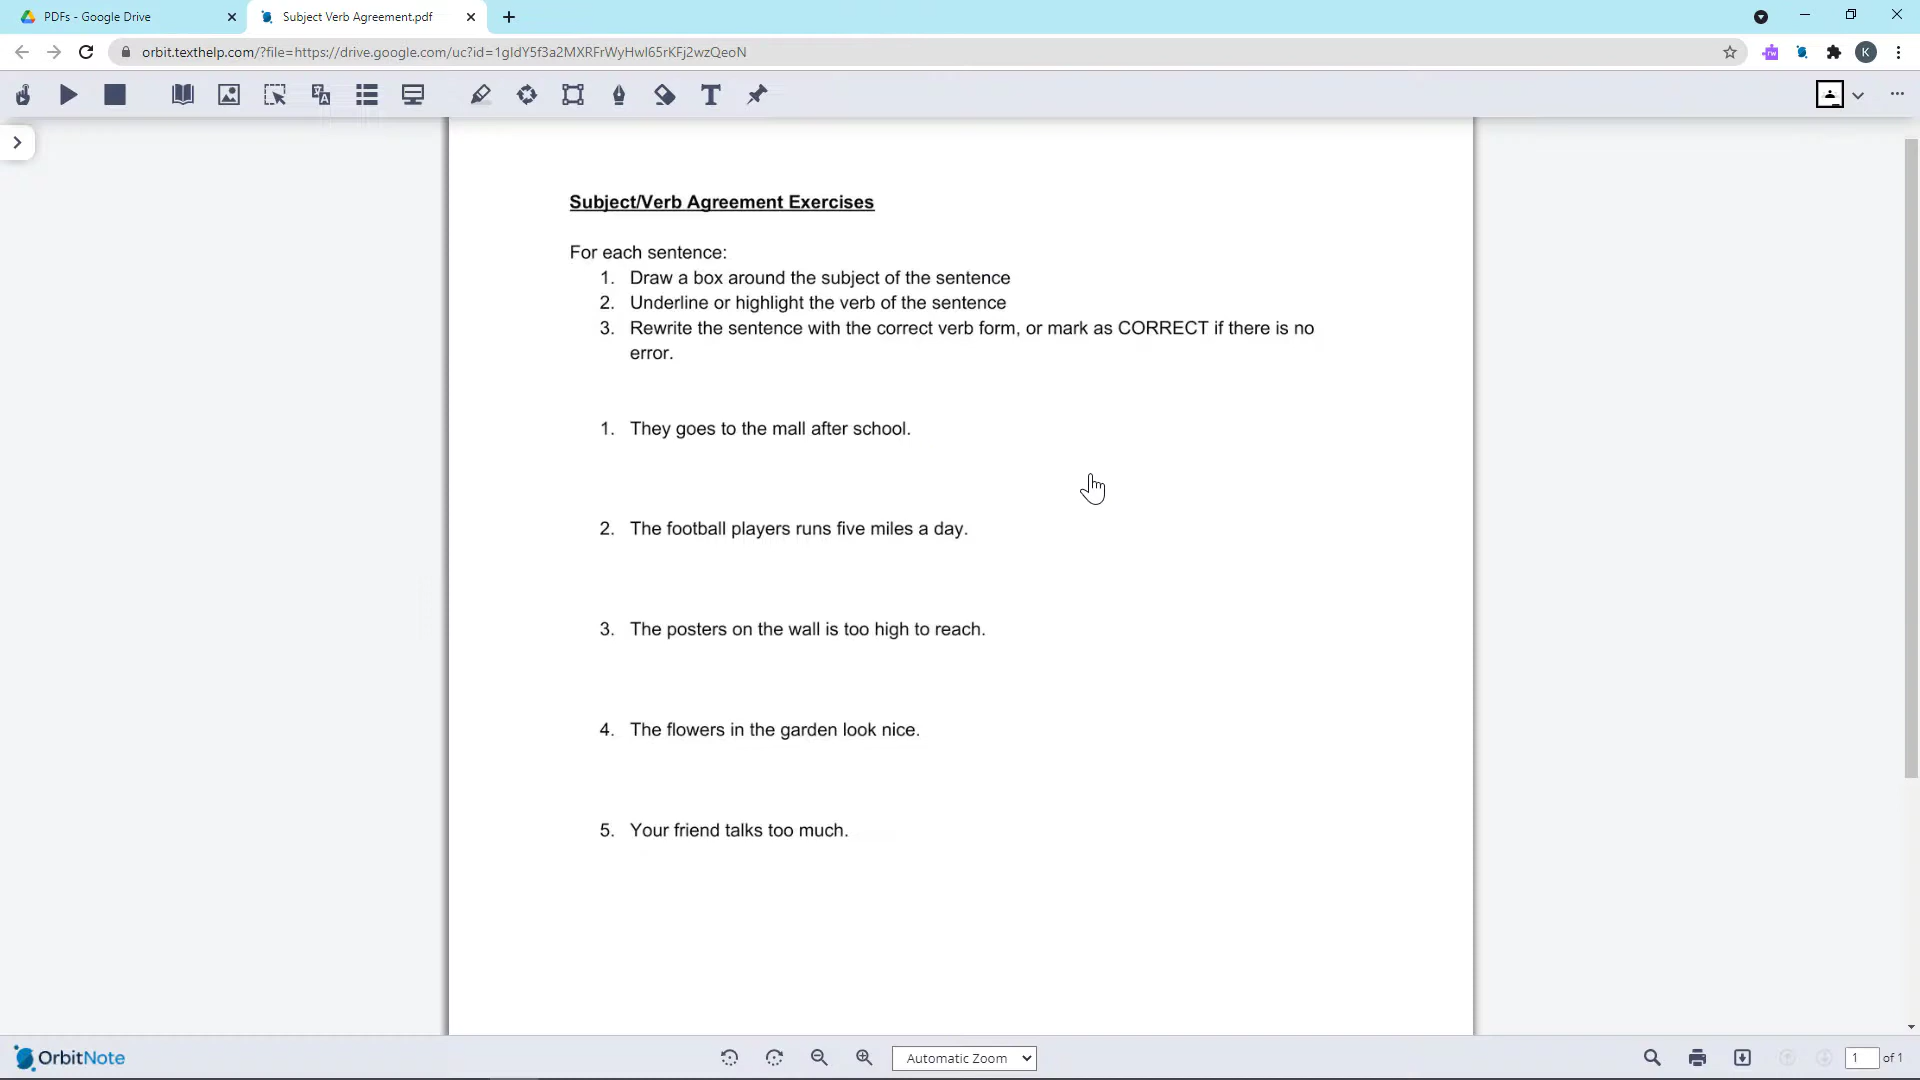 PDFs - Google Drive
Subject Verb Agreement.pdf
orbit.texthelp.com/?file=https://drive.google.com/uc?id=1gIdY5f3a2MXRFrWyHwI65rKFj2wzQeoN
rw
K
T
Subject/Verb Agreement Exercises
For each sentence:
1. Draw a box around the subject of the sentence
2. Underline or highlight the verb of the sentence
3. Rewrite the sentence with the correct verb form, or mark as CORRECT if there is no
error.
1. They goes to the mall after school.
2. The football players runs five miles a day.
3. The posters on the wall is too high to reach.
4. The flowers in the garden look nice.
5. Your friend talks too much.
OrbitNote
Automatic Zoom
1 of 1